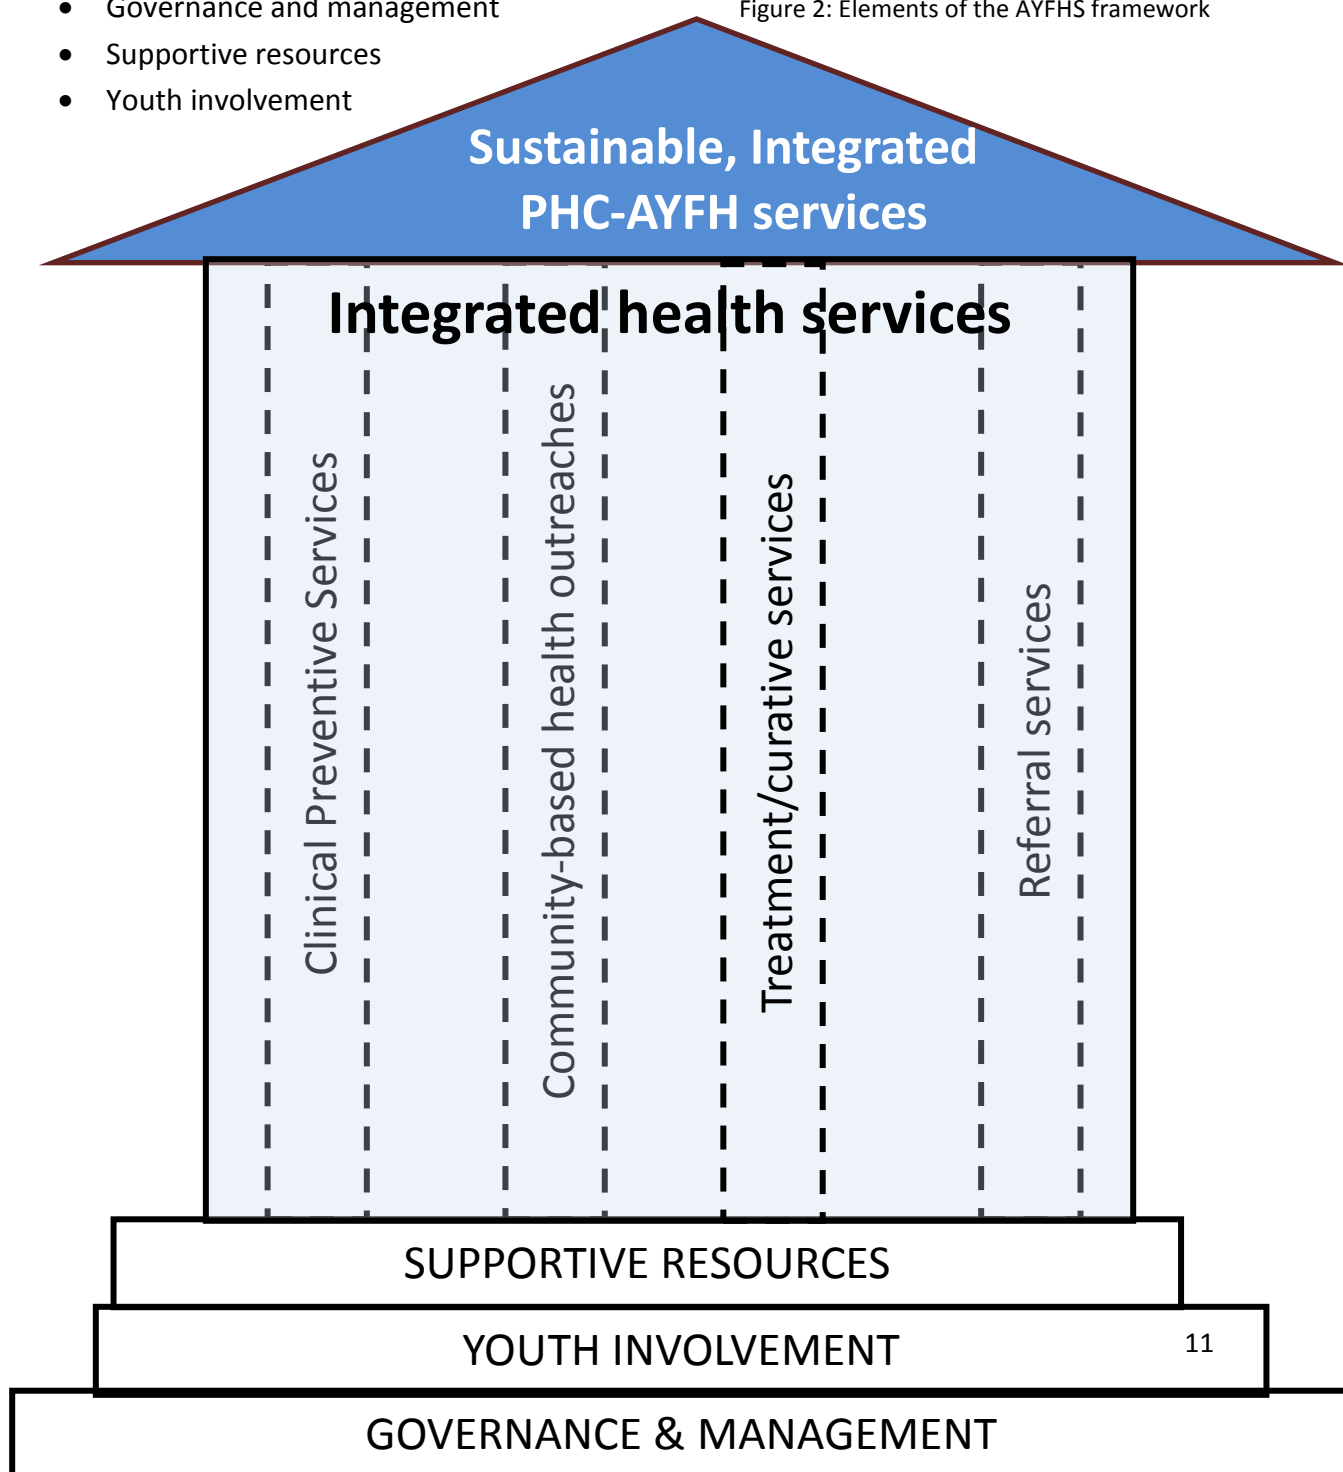 • Governance and management
Figure 2: Elements of the AYFHS framework
• Supportive resources
• Youth involvement
Sustainable, Integrated
PHC-AYFH services
Integrated health services
Clinical Preventive Services
Community-based health outreaches
Treatment/curative services
Referral services
SUPPORTIVE RESOURCES
YOUTH INVOLVEMENT
11
GOVERNANCE & MANAGEMENT